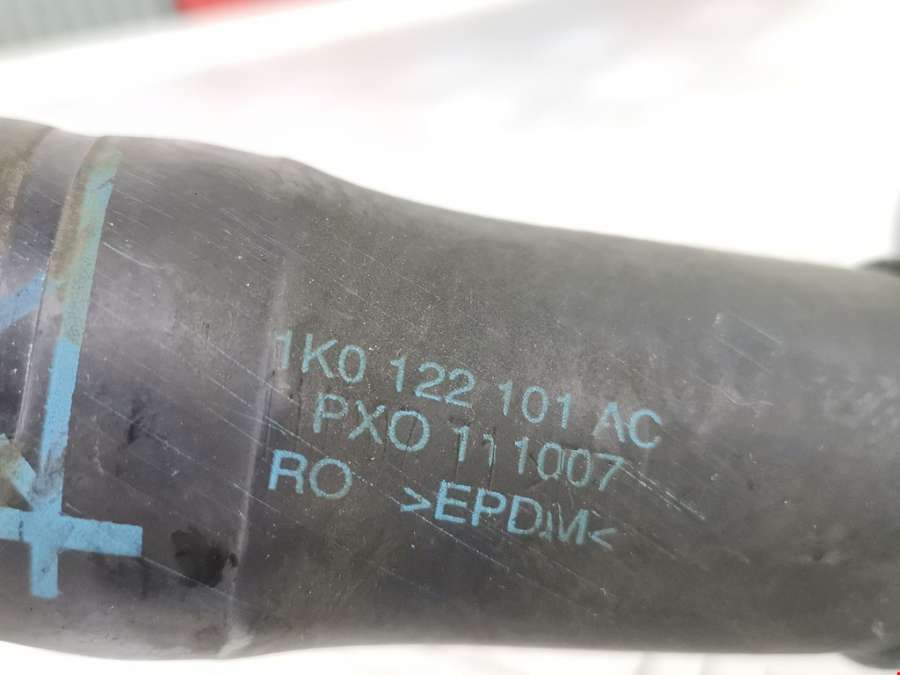 1K0 122 101 AC
PXO 111007
RO >EPDM<